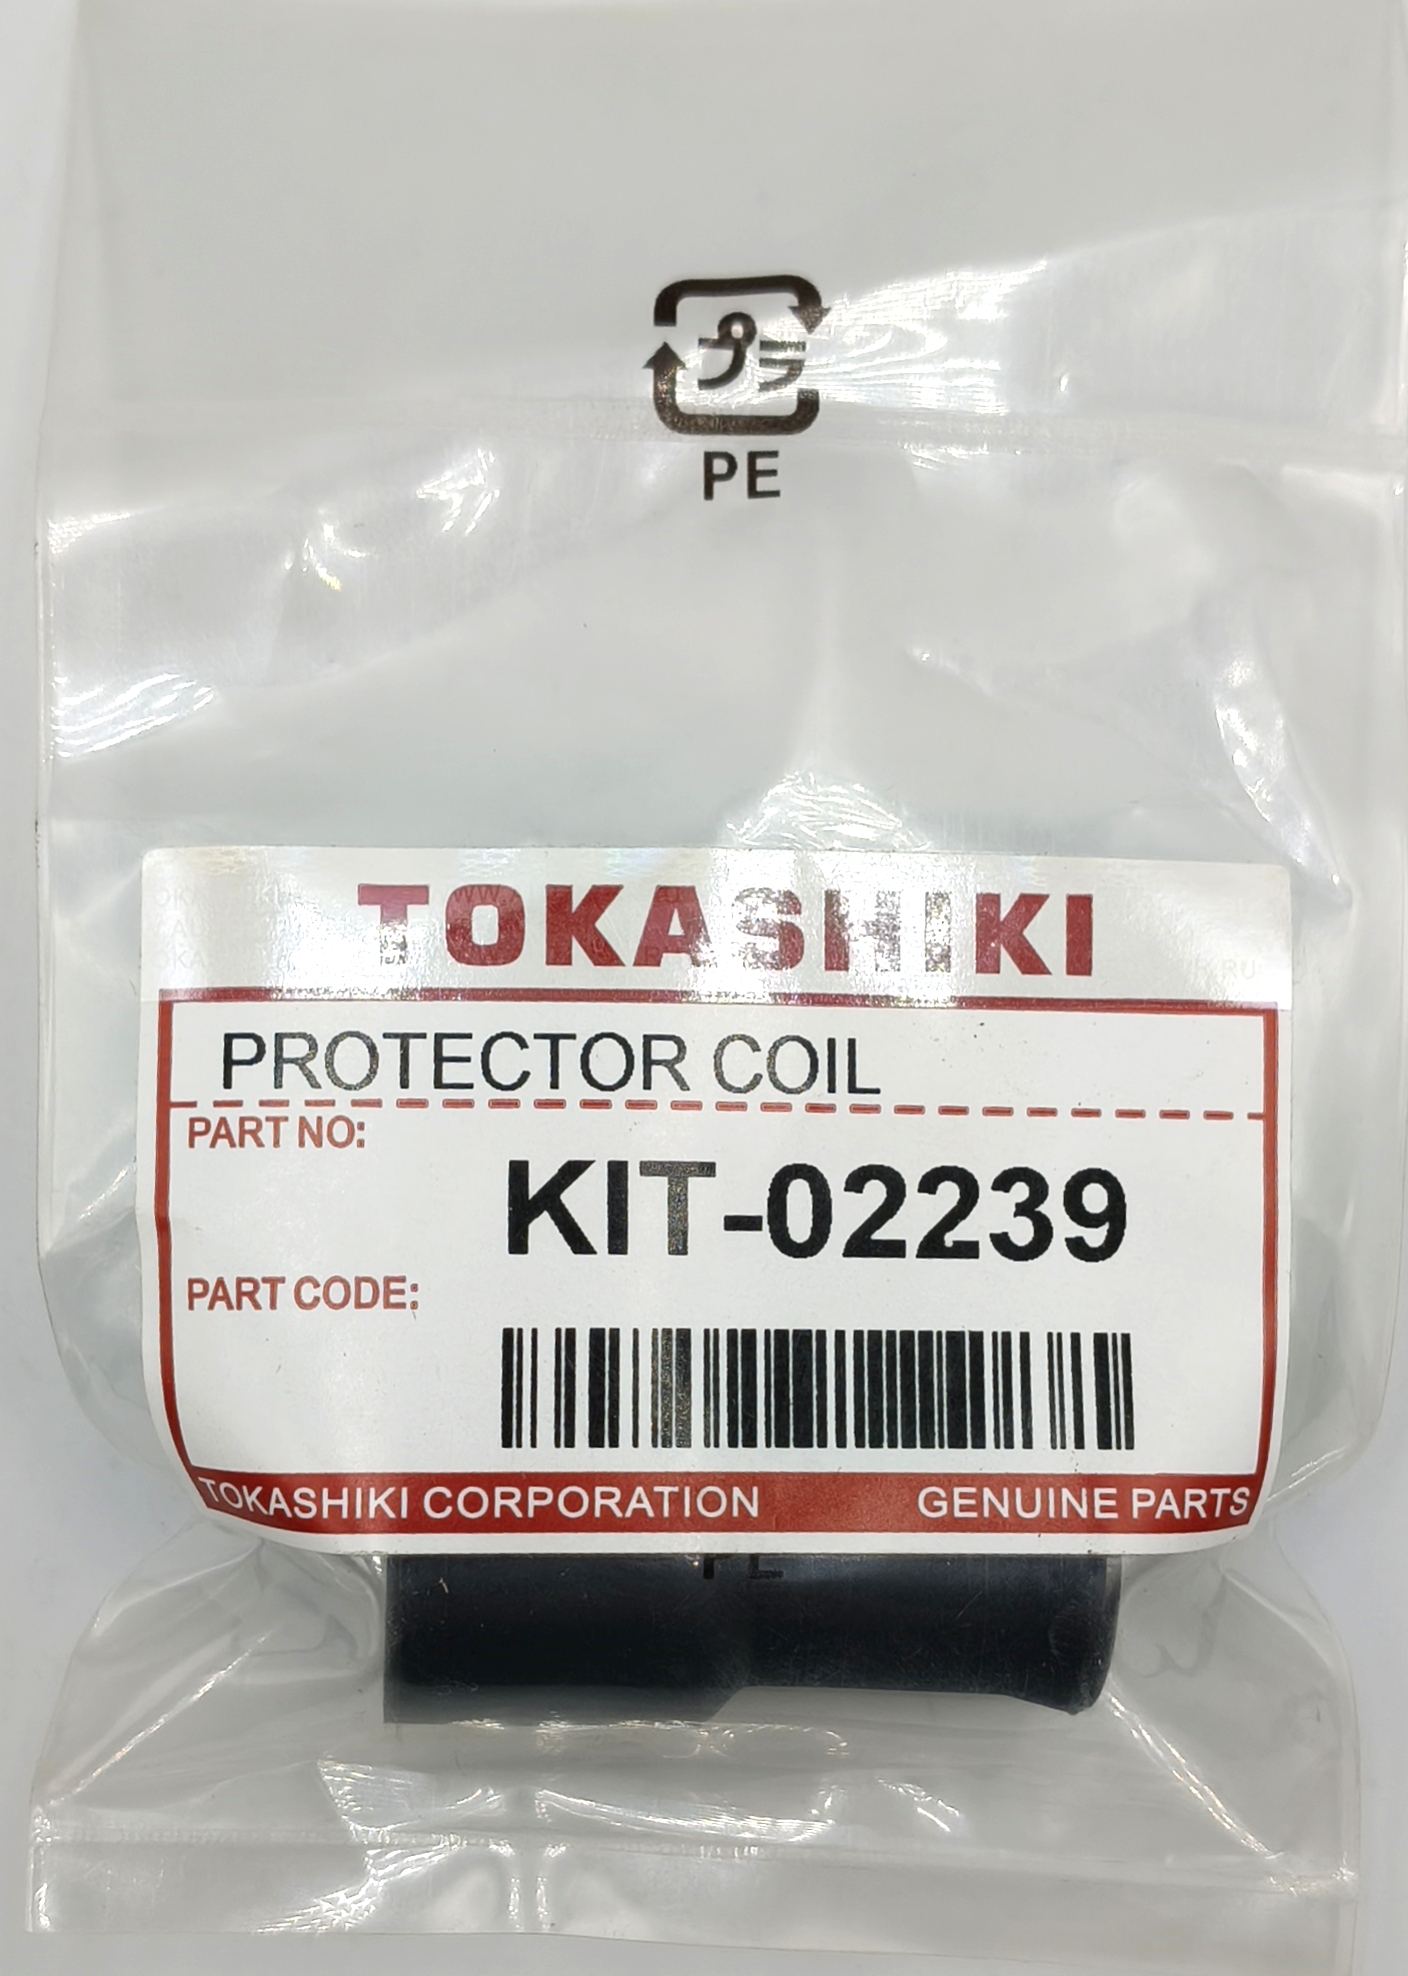 プラ
PE
TOKASHIKI
PROTECTOR COIL
PART NO:
KIT-02239
PART CODE:
TOKASHIKI CORPORATION GENUINE PARTS